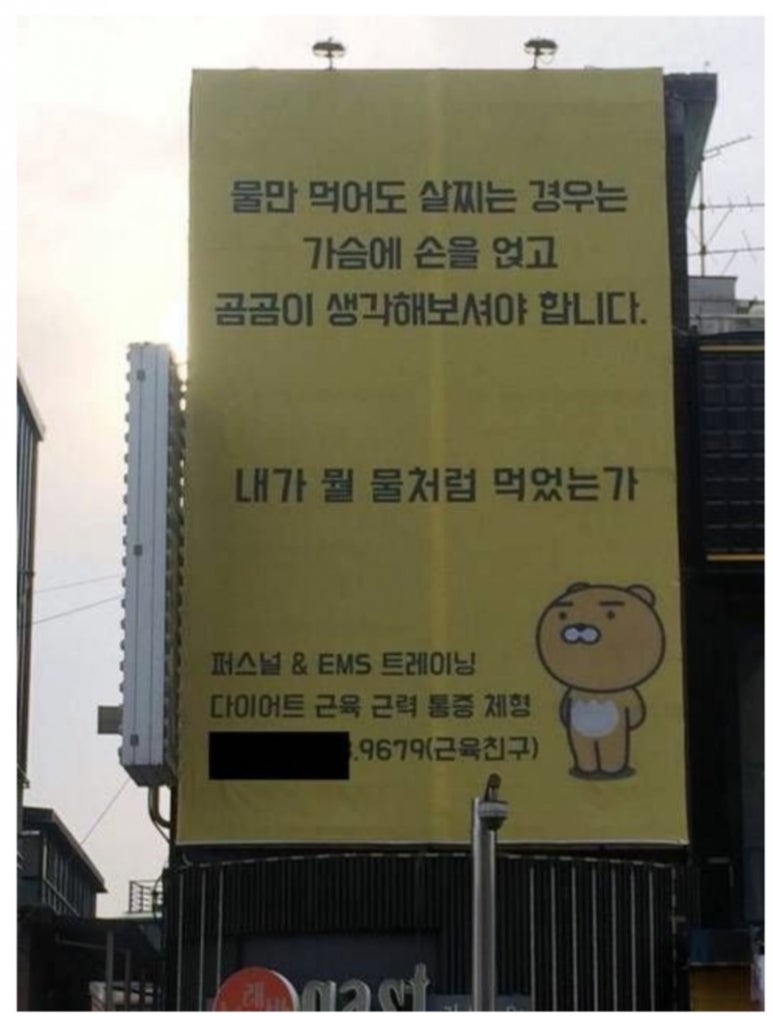 물만 먹어도 살찌는 경우는
가슴에 손을 얹고
곰곰이 생각해보셔야 합니다.
내가 뭘 물처럼 먹었는가
퍼스널 & EMS 트레이닝
다이어트 근육 근력 통증 체형
.9679(근육친구)